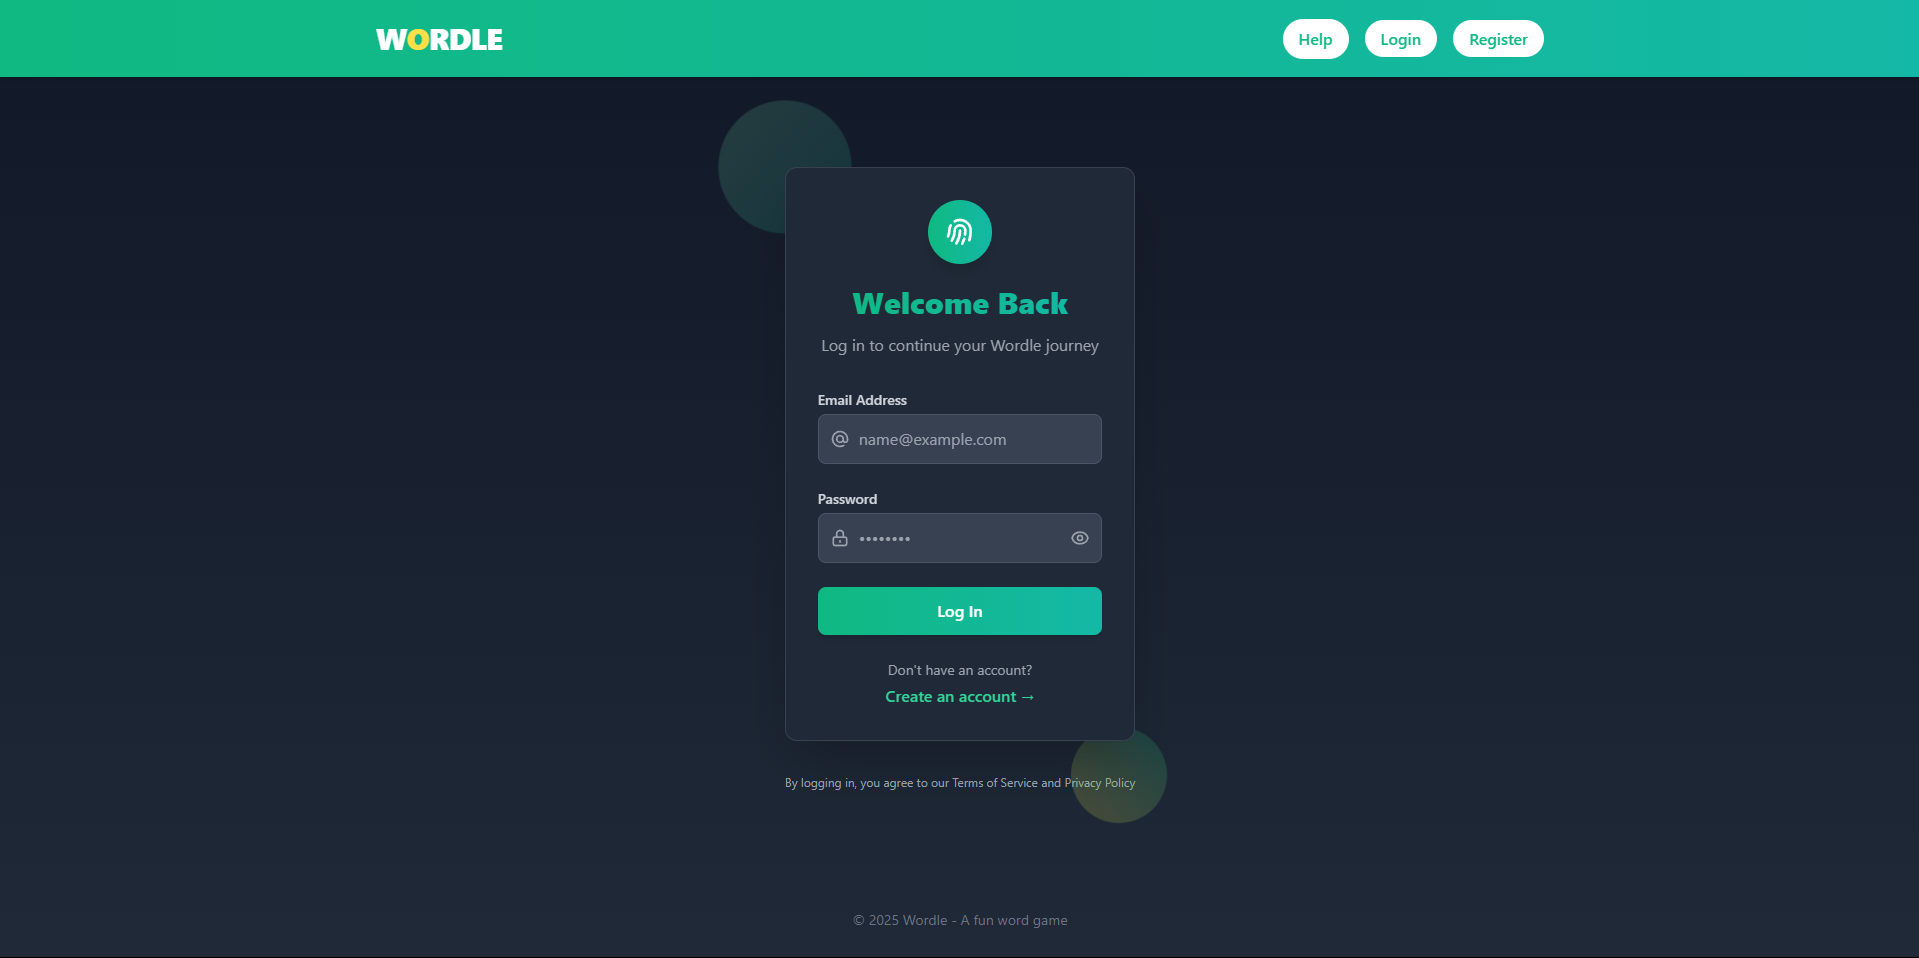 WORDLE
Help
Login
Register
Welcome Back
Log in to continue your Wordle journey
Email Address
name@example.com
Password
••••••••
Log In
Don't have an account?
Create an account →
By logging in, you agree to our Terms of Service and Privacy Policy
© 2025 Wordle - A fun word game